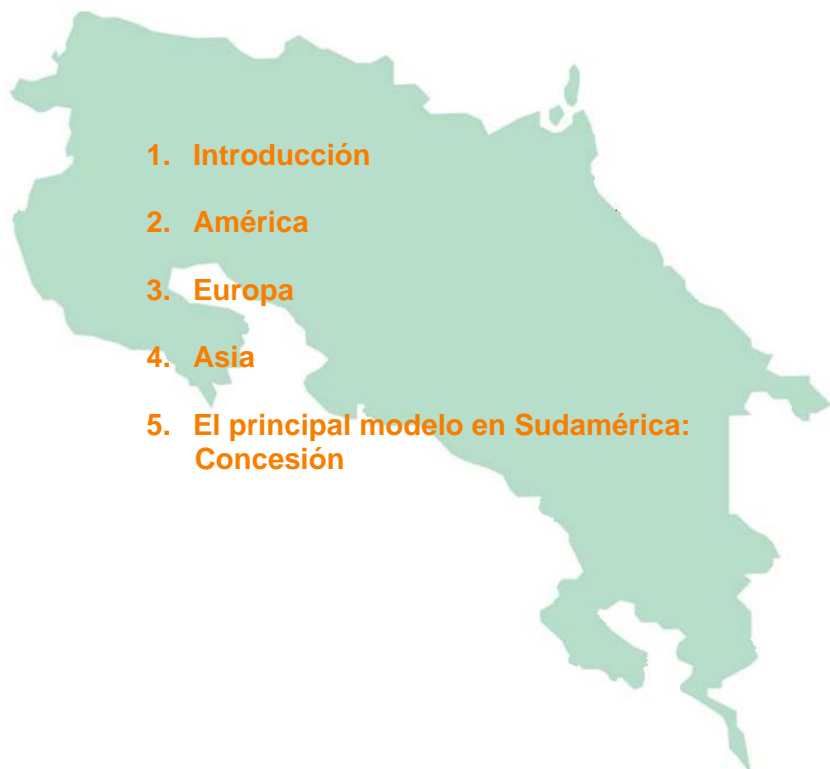 1. Introducción
2. América
3. Europa
4. Asia
5. El principal modelo en Sudamérica:
Concesión